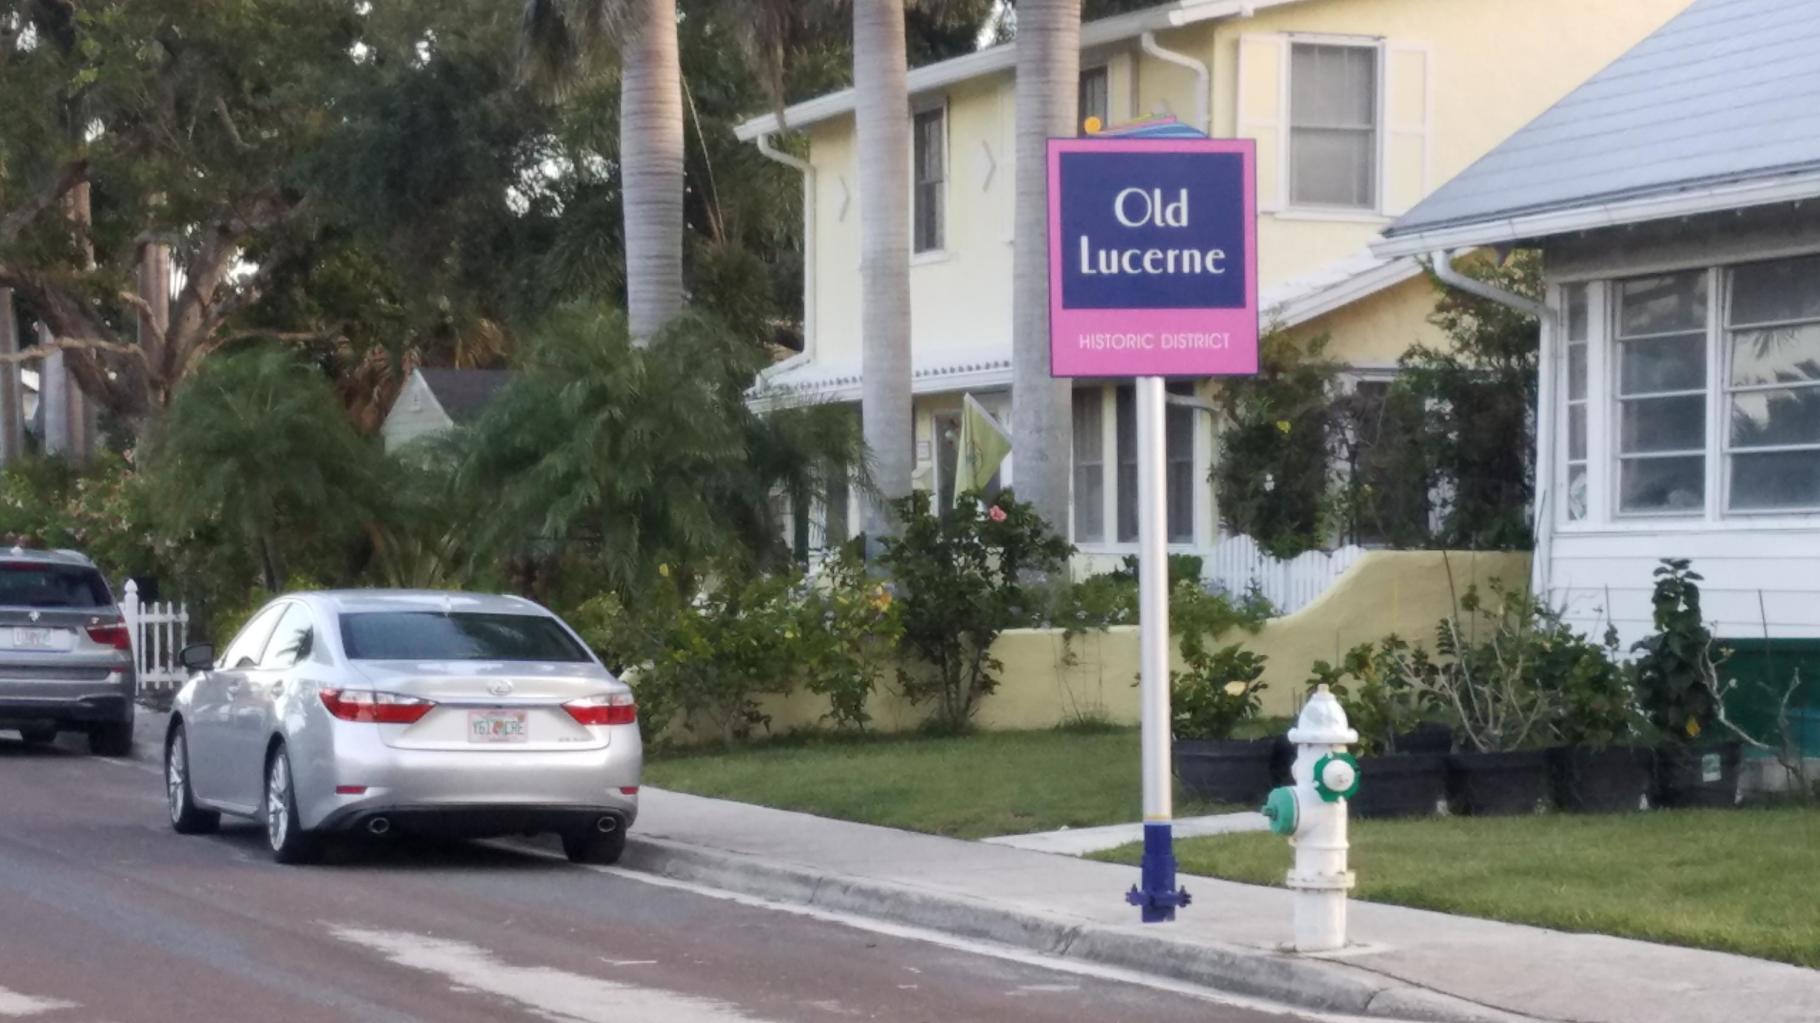 Old
Lucerne
HISTORIC DISTRICT